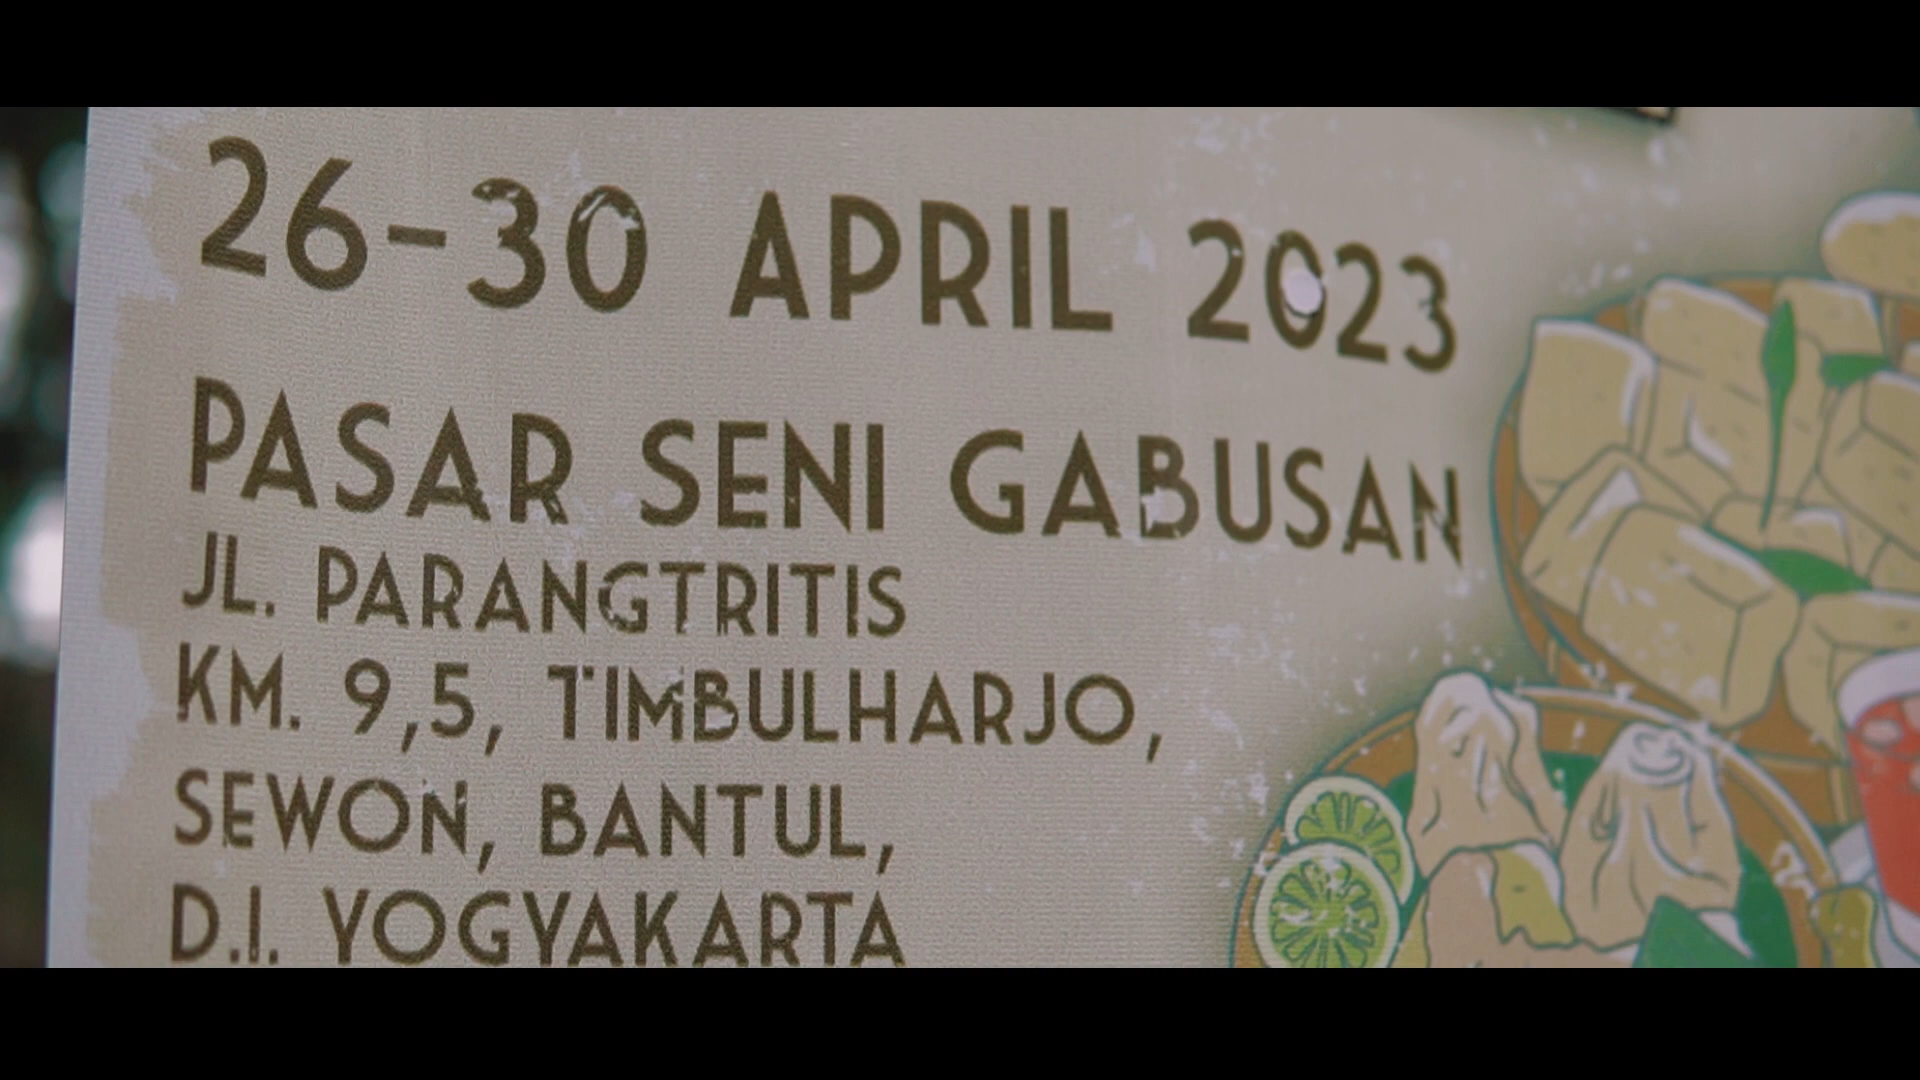 26-30 APRIL 2023
PASAR SENI GABUSAN
JL. PARANGTRITIS
KM. 9,5, TIMBULHARJO,
SEWON, BANTUL,
D.I. YOGYAKARTA